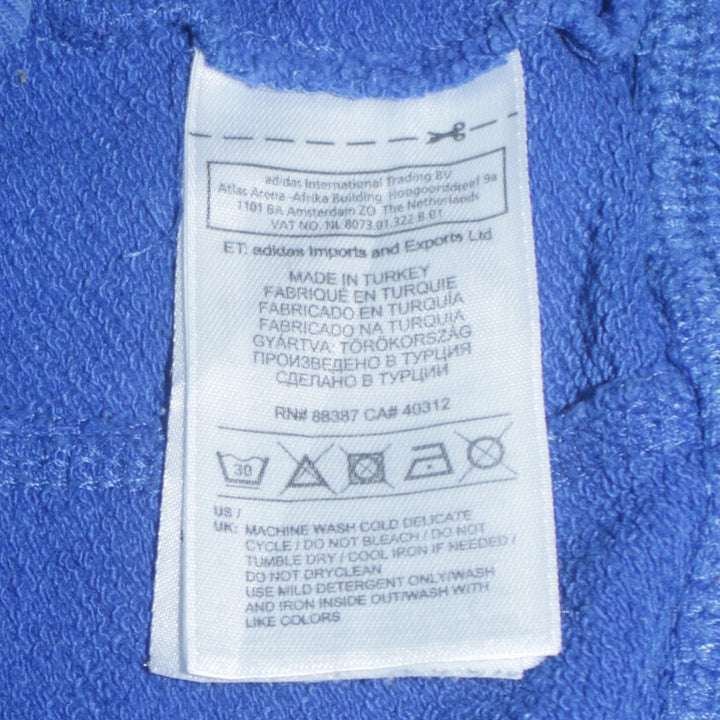 adidas International Trading BV
Atlas Arena -Afrika Building Hoogoorddreef 9a
1101 BA Amsterdam ZO The Netherlands
VAT NO. NL 8073.01.322.B.01
ET: adidas Imports and Exports Ltd
MADE IN TURKEY
FABRIQUÉ EN TURQUIE
FABRICADO EN TURQUÍA
FABRICADO NA TURQUIA
GYÁRTVA: TÖRÖKORSZÁG
ПРОИЗВЕДЕНО В ТУРЦИЯ
СДЕЛАНО В ТУРЦИИ
RN# 88387 CA# 40312
30
US /
UK: MACHINE WASH COLD DELICATE
CYCLE / DO NOT BLEACH / DO NOT
TUMBLE DRY / COOL IRON IF NEEDED /
DO NOT DRYCLEAN
USE MILD DETERGENT ONLY/WASH
AND IRON INSIDE OUT/WASH WITH
LIKE COLORS